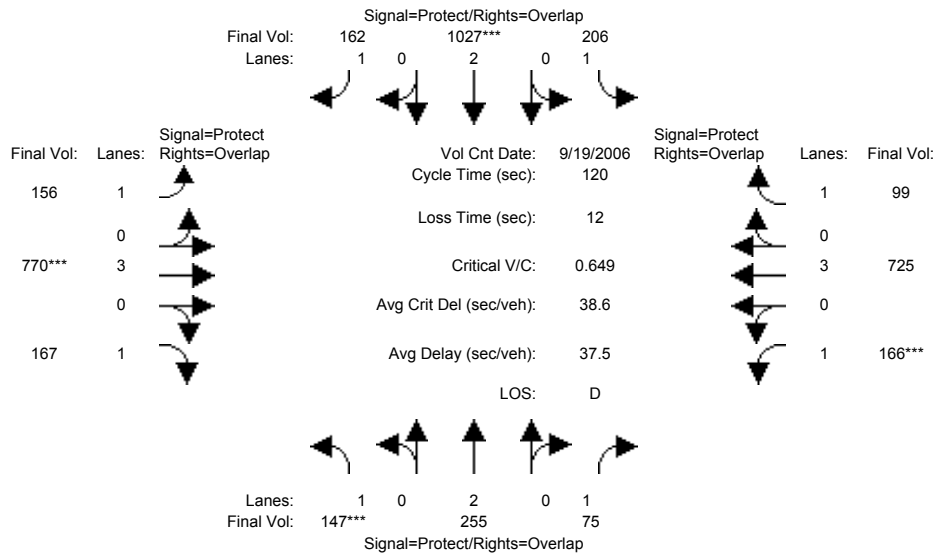 Signal=Protect/Rights=Overlap
Final Vol: 162 1027*** 206
Lanes: 1 0 2 0 1
Signal=Protect Signal=Protect
Final Vol: Lanes: Rights=Overlap Vol Cnt Date: 9/19/2006 Rights=Overlap Lanes: Final Vol:
Cycle Time (sec): 120
156 1 1 99
Loss Time (sec): 12
0 0
770*** 3 Critical V/C: 0.649 3 725
0 Avg Crit Del (sec/veh): 38.6 0
167 1 Avg Delay (sec/veh): 37.5 1 166***
LOS: D
Lanes: 1 0 2 0 1
Final Vol: 147*** 255 75
Signal=Protect/Rights=Overlap